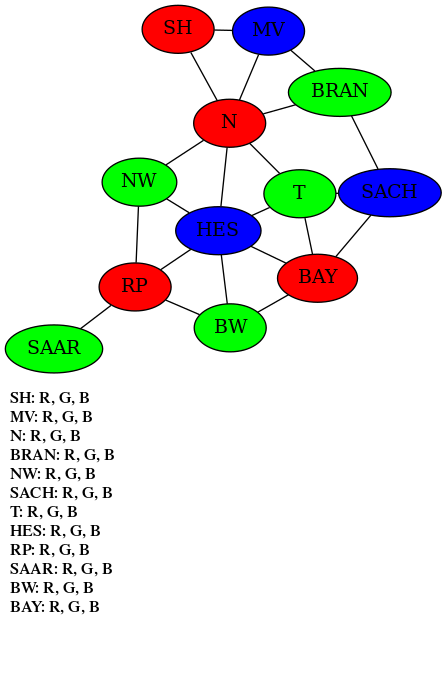 SH
MV
BRAN
N
NW
T
SACH
HES
BAY
RP
BW
SAAR
SH: R, G, B
MV: R, G, B
N: R, G, B
BRAN: R, G, B
NW: R, G, B
SACH: R, G, B
T: R, G, B
HES: R, G, B
RP: R, G, B
SAAR: R, G, B
BW: R, G, B
BAY: R, G, B